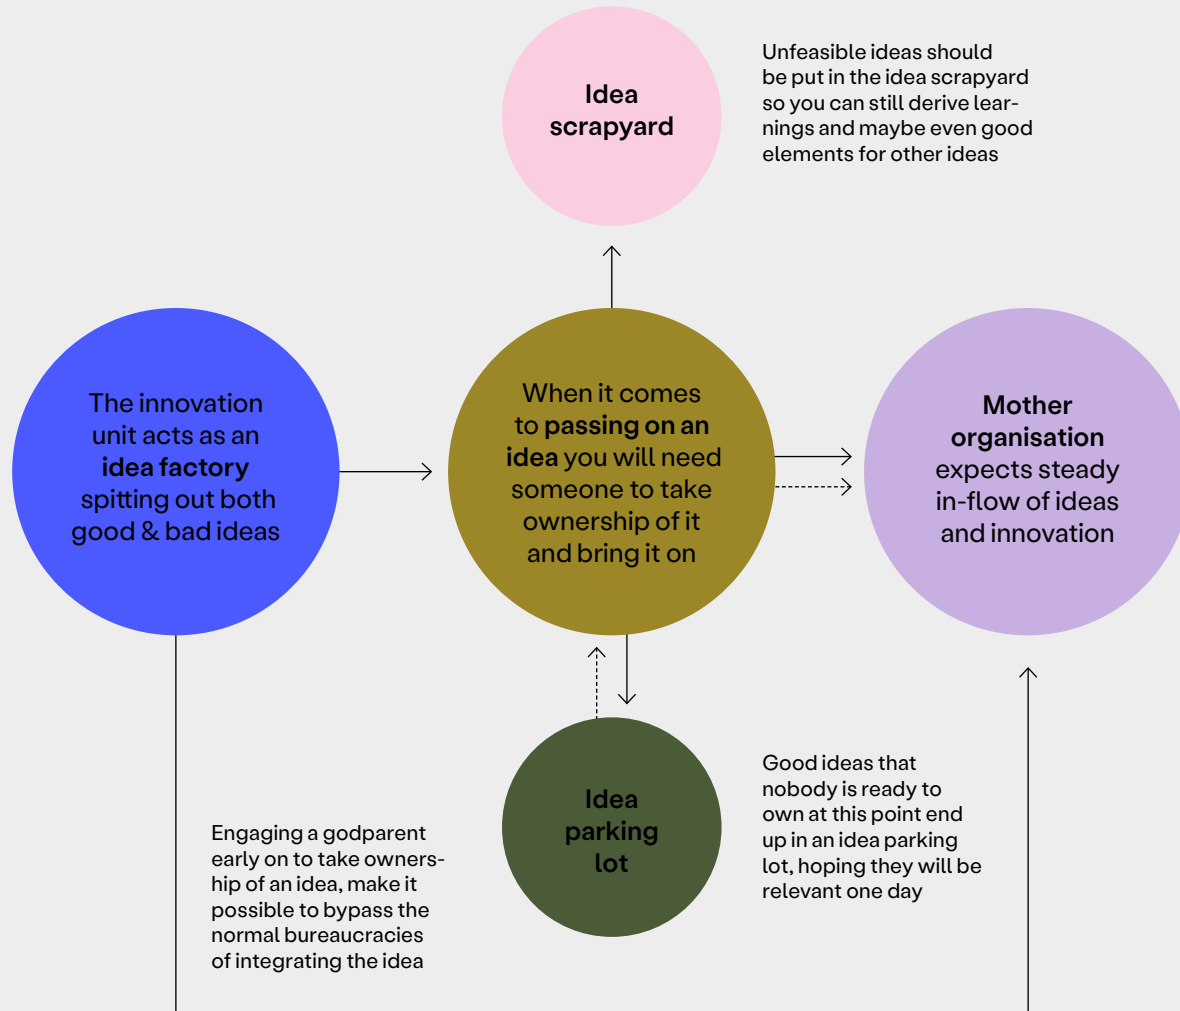 Idea
scrapyard
Unfeasible ideas should
be put in the idea scrapyard
so you can still derive lear-
nings and maybe even good
elements for other ideas
The innovation
unit acts as an
idea factory
spitting out both
good & bad ideas
When it comes
to passing on an
idea you will need
someone to take
ownership of it
and bring it on
Mother
organisation
expects steady
in-flow of ideas
and innovation
Engaging a godparent
early on to take owners-
hip of an idea, make it
possible to bypass the
normal bureaucracies
of integrating the idea
Idea
parking
lot
Good ideas that
nobody is ready to
own at this point end
up in an idea parking
lot, hoping they will be
relevant one day